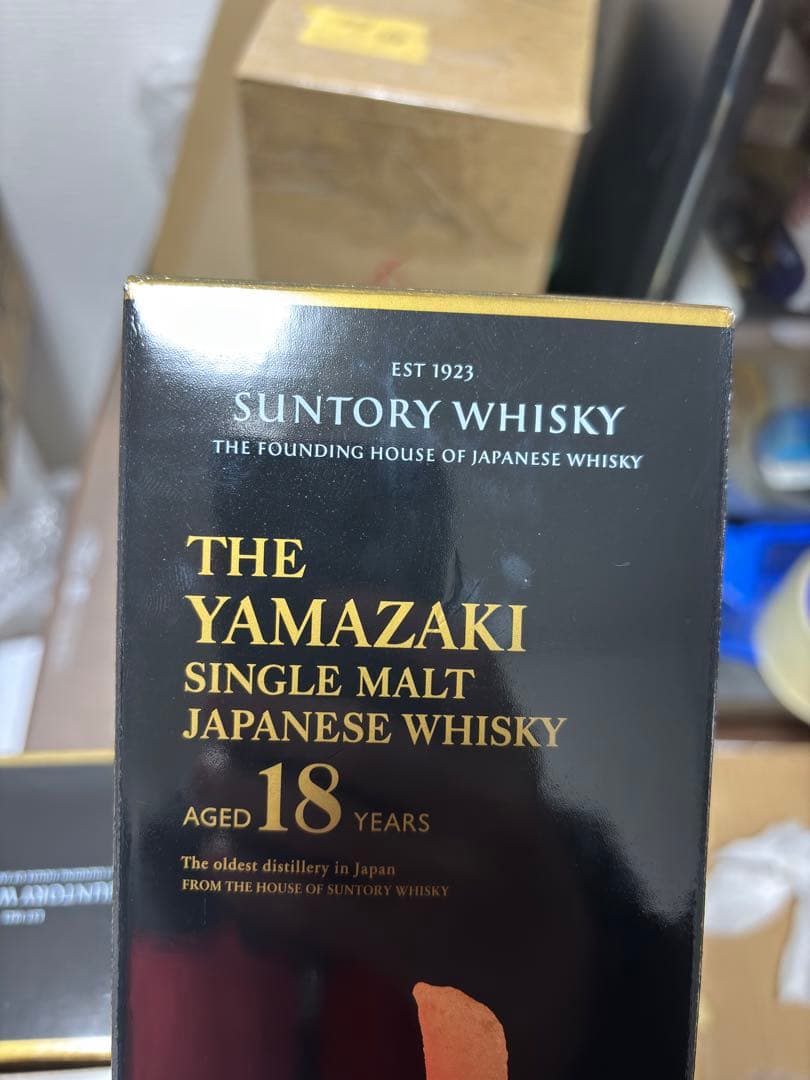 EST 1923
SUNTORY WHISKY
THE FOUNDING HOUSE OF JAPANESE WHISKY
THE
YAMAZAKI
SINGLE MALT
JAPANESE WHISKY
AGED 18 YEARS
The oldest distillery in Japan
FROM THE HOUSE OF SUNTORY WHISKY